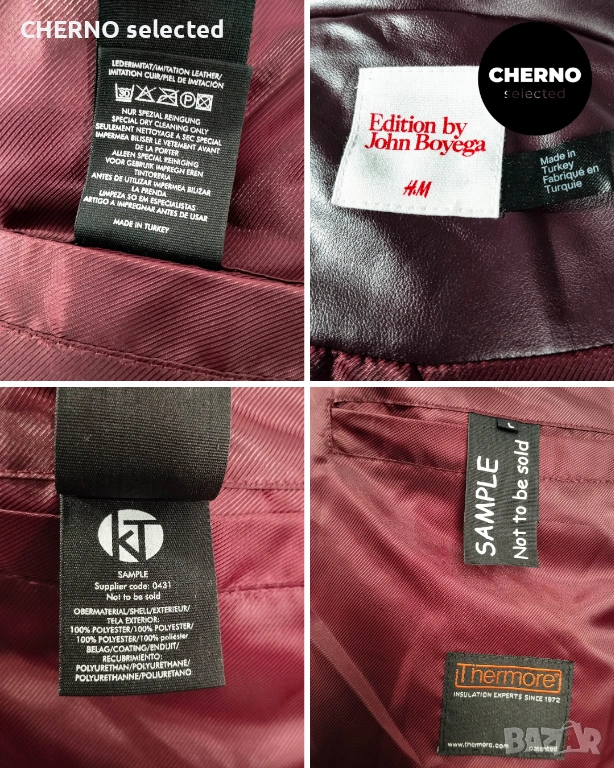 CHERNO selected
LEDERIMITAT/IMITATION LEATHER/
IMITATION CUIR/PIEL DE IMITACIÓN
30
P
NUR SPEZIAL REINIGUNG
SPECIAL DRY CLEANING ONLY
SEULEMENT NETTOYAGE A SEC SPECIAL
IMPERMEA BILISER LE VETEMENT AVANT
DE LA PORTER
ALLEEN SPECIAL REINIGING
VOOR GEBRUIK IMPREGN EREN
TINTORERIA
ANTES DE UTILIZAR IMPERMEA BILIZAR
LA PRENDA
LIMPEZA SO EM ESPECIALISTAS
ARTIGO A IMPREGNAR ANTES DE USAR
MADE IN TURKEY
CHERNO
selected
Edition by
John Boyega
H&M
Made in
Turkey
Fabriqué en
Turquie
KT
SAMPLE
Supplier code: 0431
Not to be sold
OBERMATERIAL/SHELL/EXTERIEUR/
TELA EXTERIOR:
100% POLYESTER/100% POLYESTER/
100% POLYESTER/100% poliéster
BELAG/COATING/ENDUIT/
RECUBRIMIENTO:
POLYURETHAN/POLYURETHANE/
POLYURETHANNE/POLIURETANO
SAMPLE
Not to be sold
Thermore®
INSULATION EXPERTS SINCE 1972
www.thermore.com patented
bazar